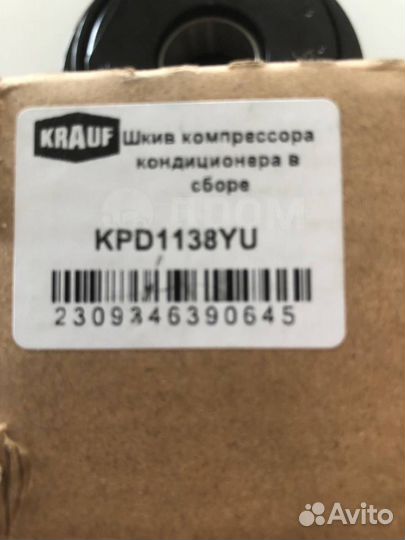 KRAUF
Шкив компрессора
кондиционера в
сборе
KPD1138YU
2309346390645
Avito